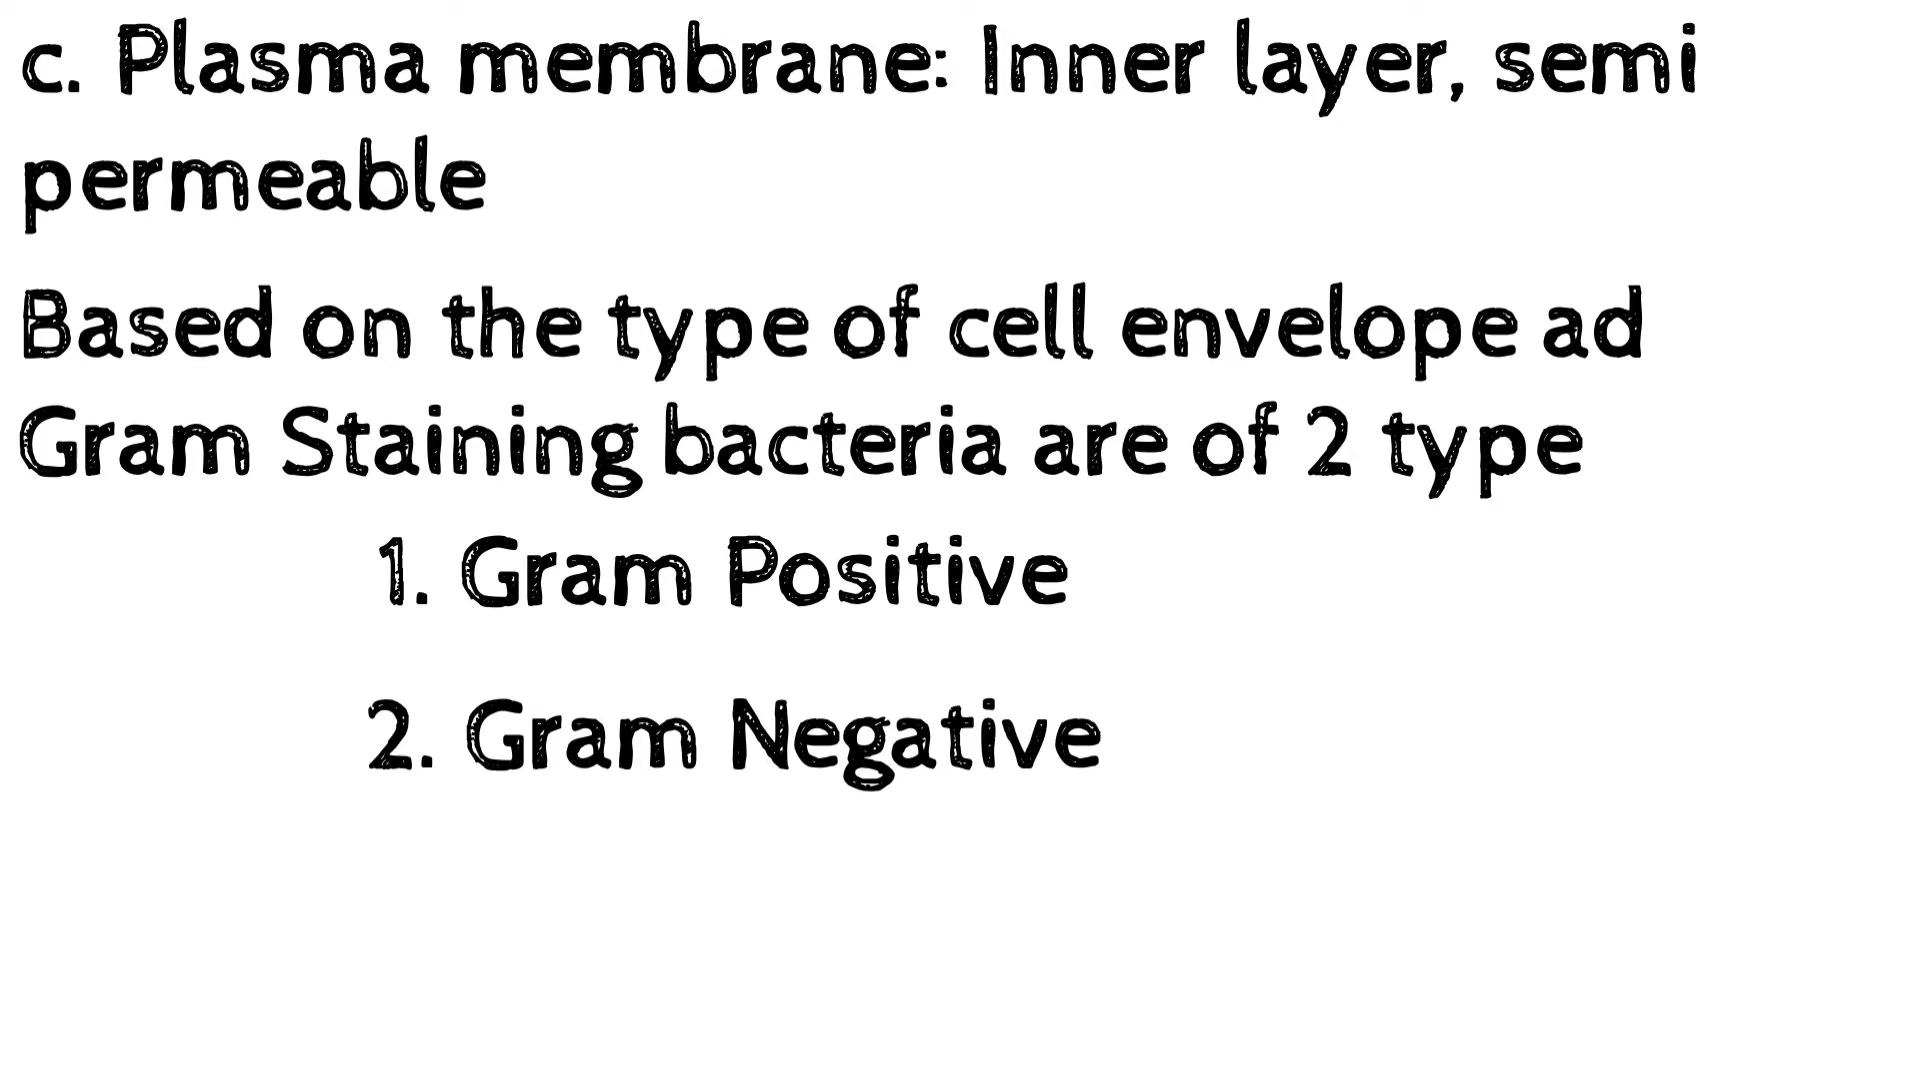 c. Plasma membrane: Inner layer, semi
permeable
Based on the type of cell envelope ad
Gram Staining bacteria are of 2 type
1. Gram Positive
2. Gram Negative